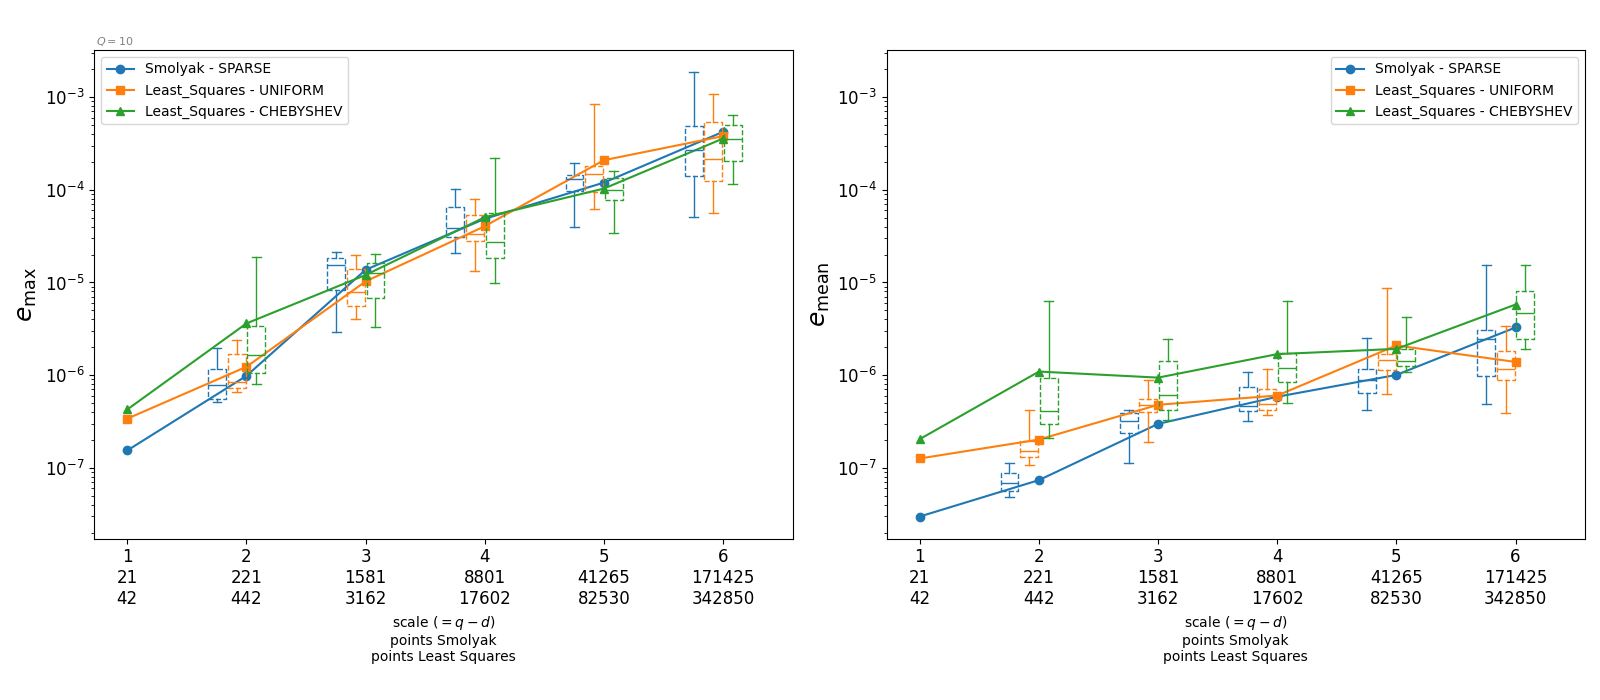 Q = 10
Smolyak - SPARSE
Least_Squares - UNIFORM
Least_Squares - CHEBYSHEV
10⁻³
10⁻⁴
10⁻⁵
10⁻⁶
10⁻⁷
e_max
1 2 3 4 5 6
21 221 1581 8801 41265 171425
42 442 3162 17602 82530 342850
scale (= q − d)
points Smolyak
points Least Squares
Smolyak - SPARSE
Least_Squares - UNIFORM
Least_Squares - CHEBYSHEV
10⁻³
10⁻⁴
10⁻⁵
10⁻⁶
10⁻⁷
e_mean
1 2 3 4 5 6
21 221 1581 8801 41265 171425
42 442 3162 17602 82530 342850
scale (= q − d)
points Smolyak
points Least Squares